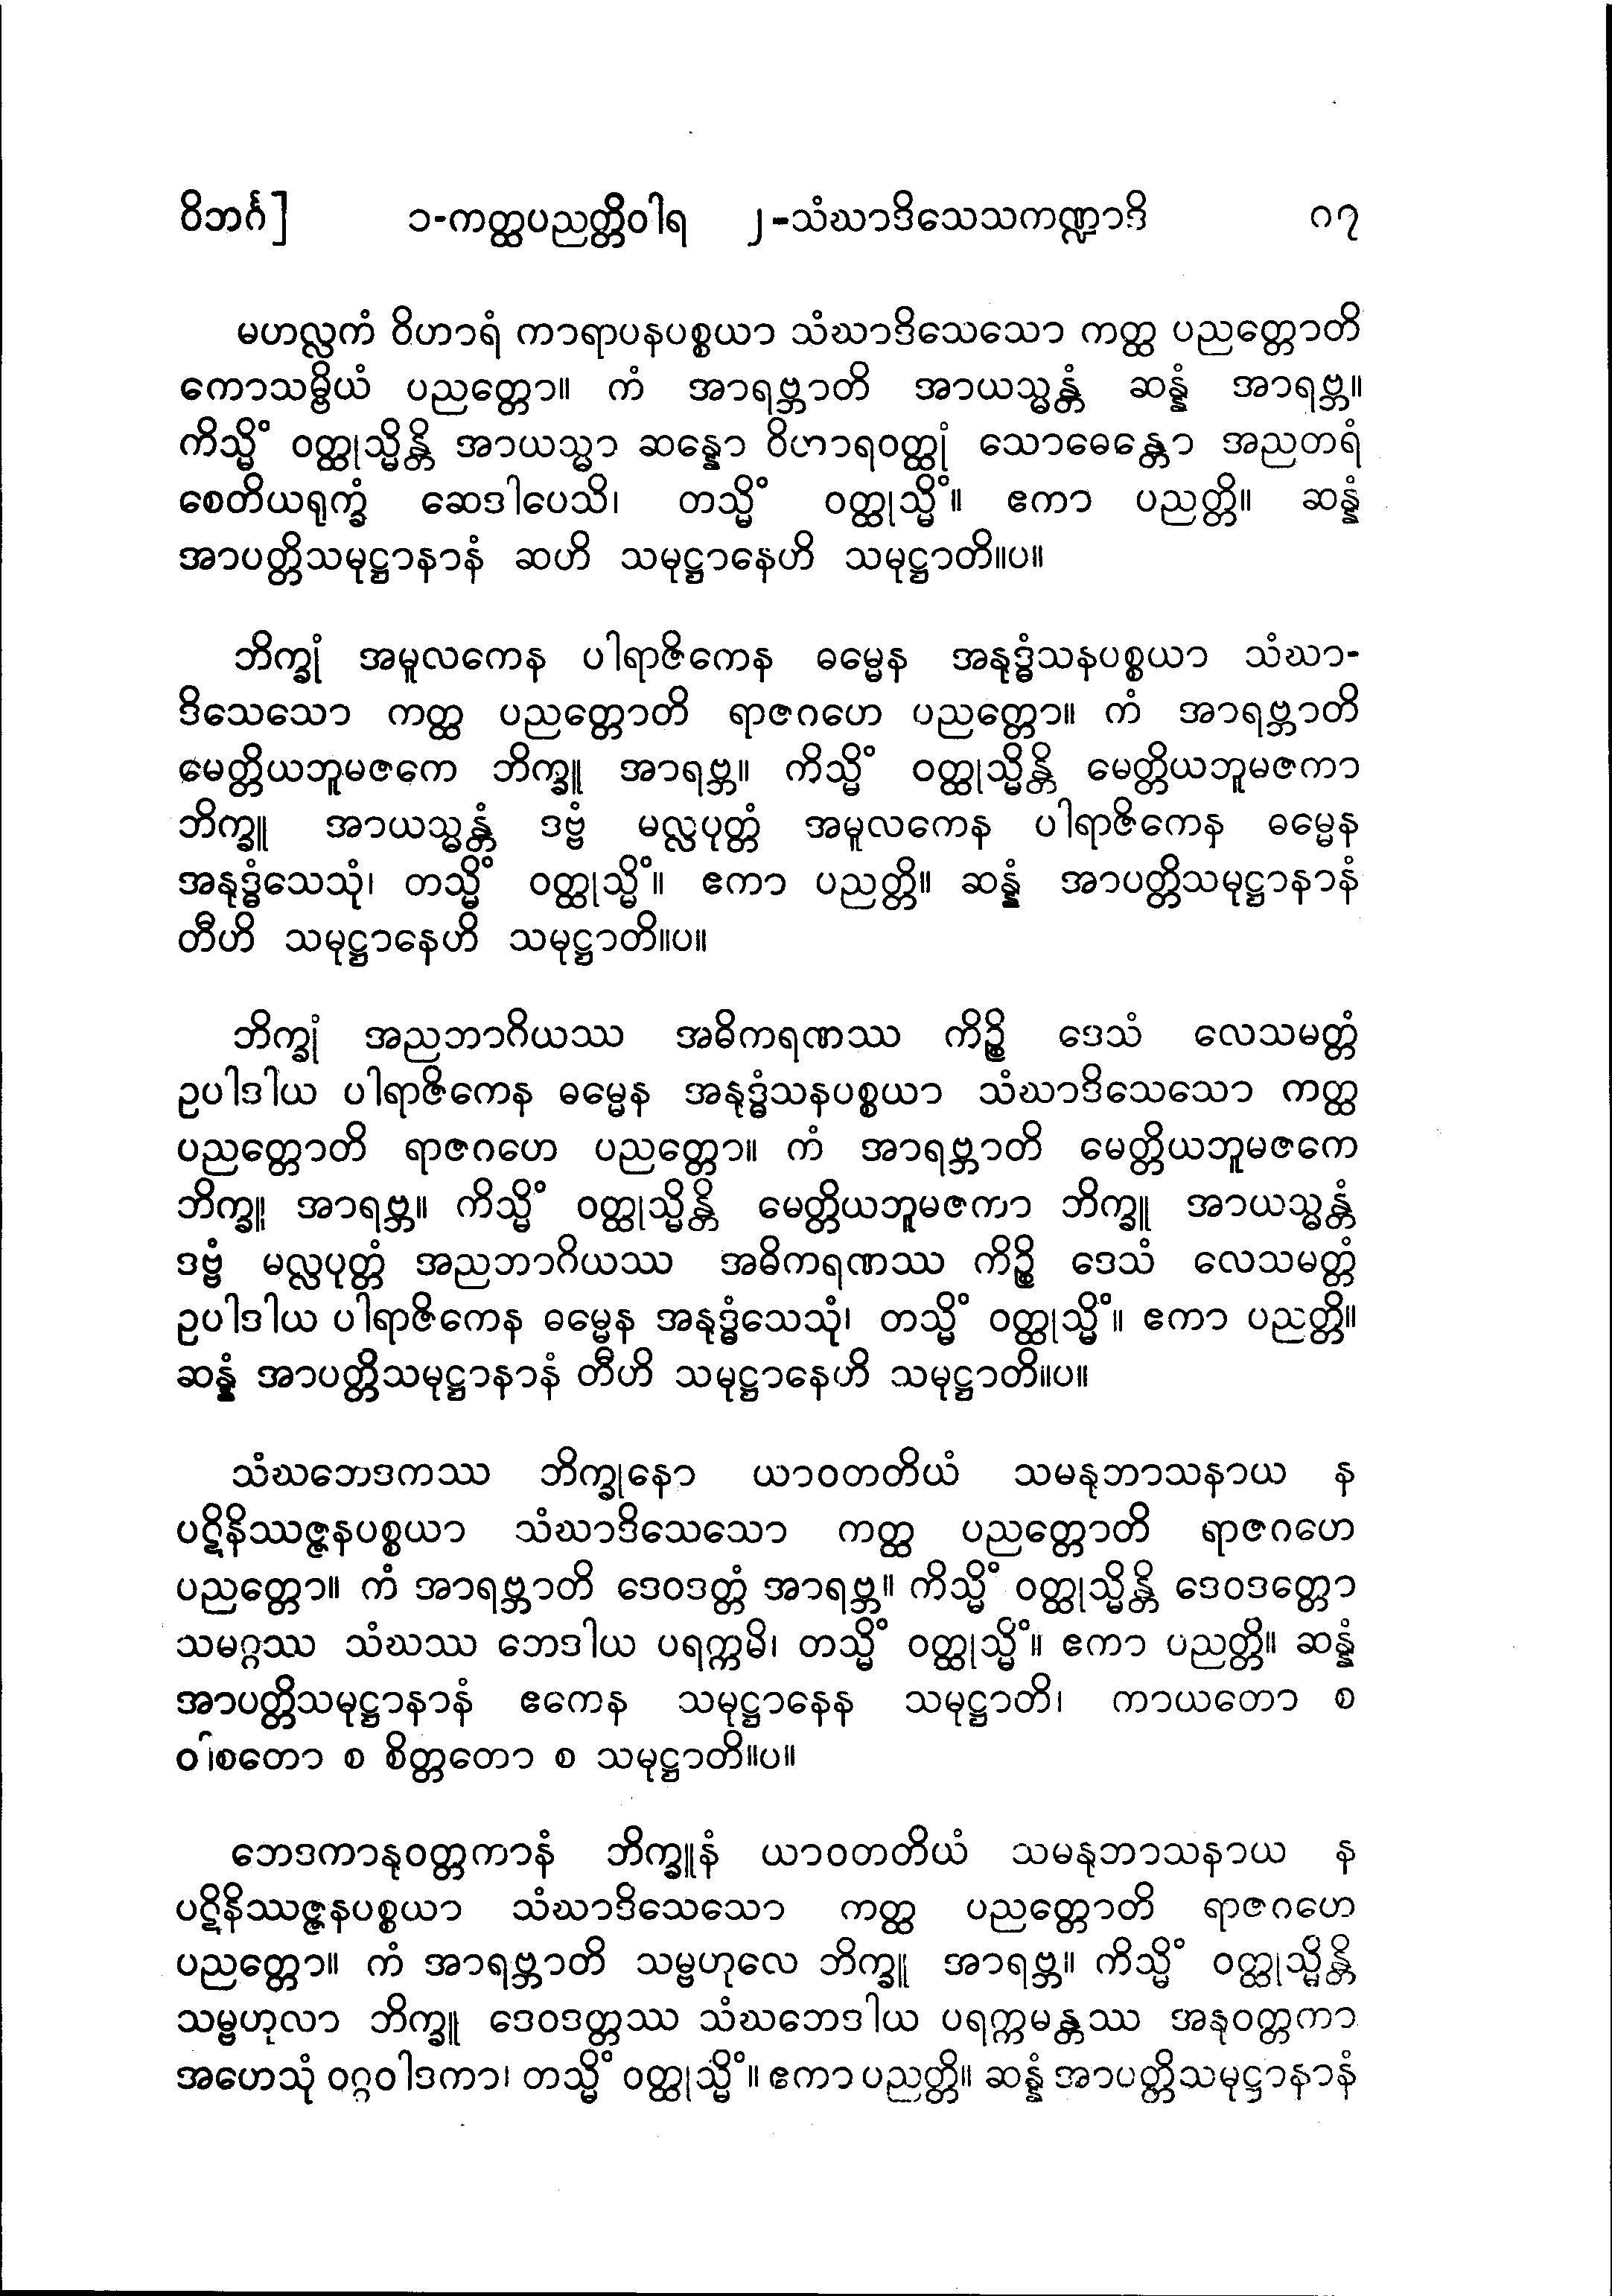 ဝိဘင်္ဂ] ၁-ကတ္ထပညတ္တိဝါရ ၂-သံဃာဒိသေသကဏ္ဍာဒိ ဂ၇
မဟလ္လကံ ဝိဟာရံ ကာရာပနပစ္စယာ သံဃာဒိသေသော ကတ္ထ ပညတ္တောတိ
ကောသမ္ဗိယံ ပညတ္တော။ ကံ အာရဗ္ဘာတိ အာယသ္မန္တံ ဆန္နံ အာရဗ္ဘ။
ကိသ္မိံ ဝတ္ထုသ္မိန္တိ အာယသ္မာ ဆန္နော ဝိဟာရဝတ္ထုံ သောဓေန္တော အညတရံ
စေတိယရုက္ခံ ဆေဒါပေသိ၊ တသ္မိံ ဝတ္ထုသ္မိံ။ ဧကာ ပညတ္တိ။ ဆန္နံ
အာပတ္တိသမုဋ္ဌာနာနံ ဆဟိ သမုဋ္ဌာနေဟိ သမုဋ္ဌာတိ။ပ။
ဘိက္ခုံ အမူလကေန ပါရာဇိကေန ဓမ္မေန အနုဒ္ဓံသနပစ္စယာ သံဃာ-
ဒိသေသော ကတ္ထ ပညတ္တောတိ ရာဇဂဟေ ပညတ္တော။ ကံ အာရဗ္ဘာတိ
မေတ္တိယဘူမဇကေ ဘိက္ခူ အာရဗ္ဘ။ ကိသ္မိံ ဝတ္ထုသ္မိန္တိ မေတ္တိယဘူမဇကာ
ဘိက္ခူ အာယသ္မန္တံ ဒဗ္ဗံ မလ္လပုတ္တံ အမူလကေန ပါရာဇိကေန ဓမ္မေန
အနုဒ္ဓံသေသုံ၊ တသ္မိံ ဝတ္ထုသ္မိံ။ ဧကာ ပညတ္တိ။ ဆန္နံ အာပတ္တိသမုဋ္ဌာနာနံ
တီဟိ သမုဋ္ဌာနေဟိ သမုဋ္ဌာတိ။ပ။
ဘိက္ခုံ အညဘာဂိယဿ အဓိကရဏဿ ကိဉ္စိ ဒေသံ လေသမတ္တံ
ဥပါဒါယ ပါရာဇိကေန ဓမ္မေန အနုဒ္ဓံသနပစ္စယာ သံဃာဒိသေသော ကတ္ထ
ပညတ္တောတိ ရာဇဂဟေ ပညတ္တော။ ကံ အာရဗ္ဘာတိ မေတ္တိယဘူမဇကေ
ဘိက္ခူ အာရဗ္ဘ။ ကိသ္မိံ ဝတ္ထုသ္မိန္တိ မေတ္တိယဘူမဇကာ ဘိက္ခူ အာယသ္မန္တံ
ဒဗ္ဗံ မလ္လပုတ္တံ အညဘာဂိယဿ အဓိကရဏဿ ကိဉ္စိ ဒေသံ လေသမတ္တံ
ဥပါဒါယ ပါရာဇိကေန ဓမ္မေန အနုဒ္ဓံသေသုံ၊ တသ္မိံ ဝတ္ထုသ္မိံ။ ဧကာ ပညတ္တိ။
ဆန္နံ အာပတ္တိသမုဋ္ဌာနာနံ တီဟိ သမုဋ္ဌာနေဟိ သမုဋ္ဌာတိ။ပ။
သံဃဘေဒကဿ ဘိက္ခုနော ယာဝတတိယံ သမနုဘာသနာယ န
ပဋိနိဿဇ္ဇနပစ္စယာ သံဃာဒိသေသော ကတ္ထ ပညတ္တောတိ ရာဇဂဟေ
ပညတ္တော။ ကံ အာရဗ္ဘာတိ ဒေဝဒတ္တံ အာရဗ္ဘ။ ကိသ္မိံ ဝတ္ထုသ္မိန္တိ ဒေဝဒတ္တော
သမဂ္ဂဿ သံဃဿ ဘေဒါယ ပရက္ကမိ၊ တသ္မိံ ဝတ္ထုသ္မိံ။ ဧကာ ပညတ္တိ။ ဆန္နံ
အာပတ္တိသမုဋ္ဌာနာနံ ဧကေန သမုဋ္ဌာနေန သမုဋ္ဌာတိ၊ ကာယတော စ
ဝါစတော စ စိတ္တတော စ သမုဋ္ဌာတိ။ပ။
ဘေဒကာနုဝတ္တကာနံ ဘိက္ခူနံ ယာဝတတိယံ သမနုဘာသနာယ န
ပဋိနိဿဇ္ဇနပစ္စယာ သံဃာဒိသေသော ကတ္ထ ပညတ္တောတိ ရာဇဂဟေ
ပညတ္တော။ ကံ အာရဗ္ဘာတိ သမ္ဗဟုလေ ဘိက္ခူ အာရဗ္ဘ။ ကိသ္မိံ ဝတ္ထုသ္မိန္တိ
သမ္ဗဟုလာ ဘိက္ခူ ဒေဝဒတ္တဿ သံဃဘေဒါယ ပရက္ကမန္တဿ အနုဝတ္တကာ
အဟေသုံ ဝဂ္ဂဝါဒကာ၊ တသ္မိံ ဝတ္ထုသ္မိံ။ ဧကာ ပညတ္တိ။ ဆန္နံ အာပတ္တိသမုဋ္ဌာနာနံ